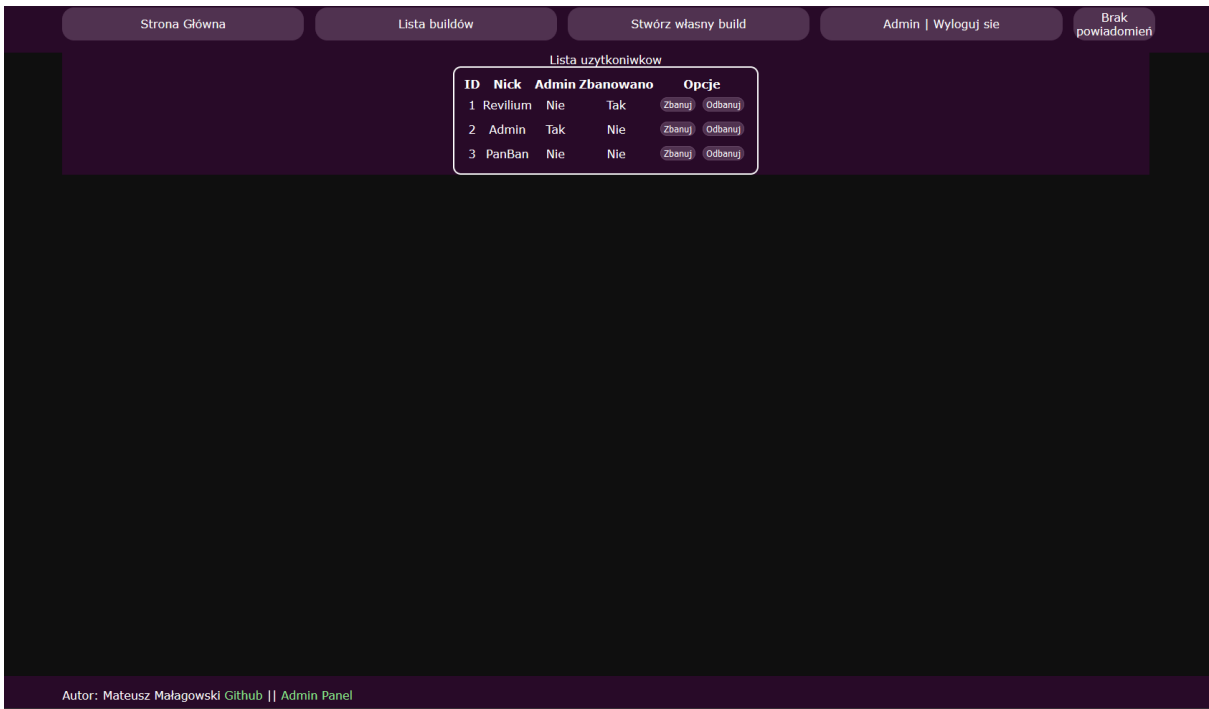 Strona Główna Lista buildów Stwórz własny build Admin | Wyloguj sie Brak
powiadomień
Lista uzytkoniwkow
ID Nick Admin Zbanowano Opcje
1 Revilium Nie Tak Zbanuj Odbanuj
2 Admin Tak Nie Zbanuj Odbanuj
3 PanBan Nie Nie Zbanuj Odbanuj
Autor: Mateusz Małagowski Github || Admin Panel